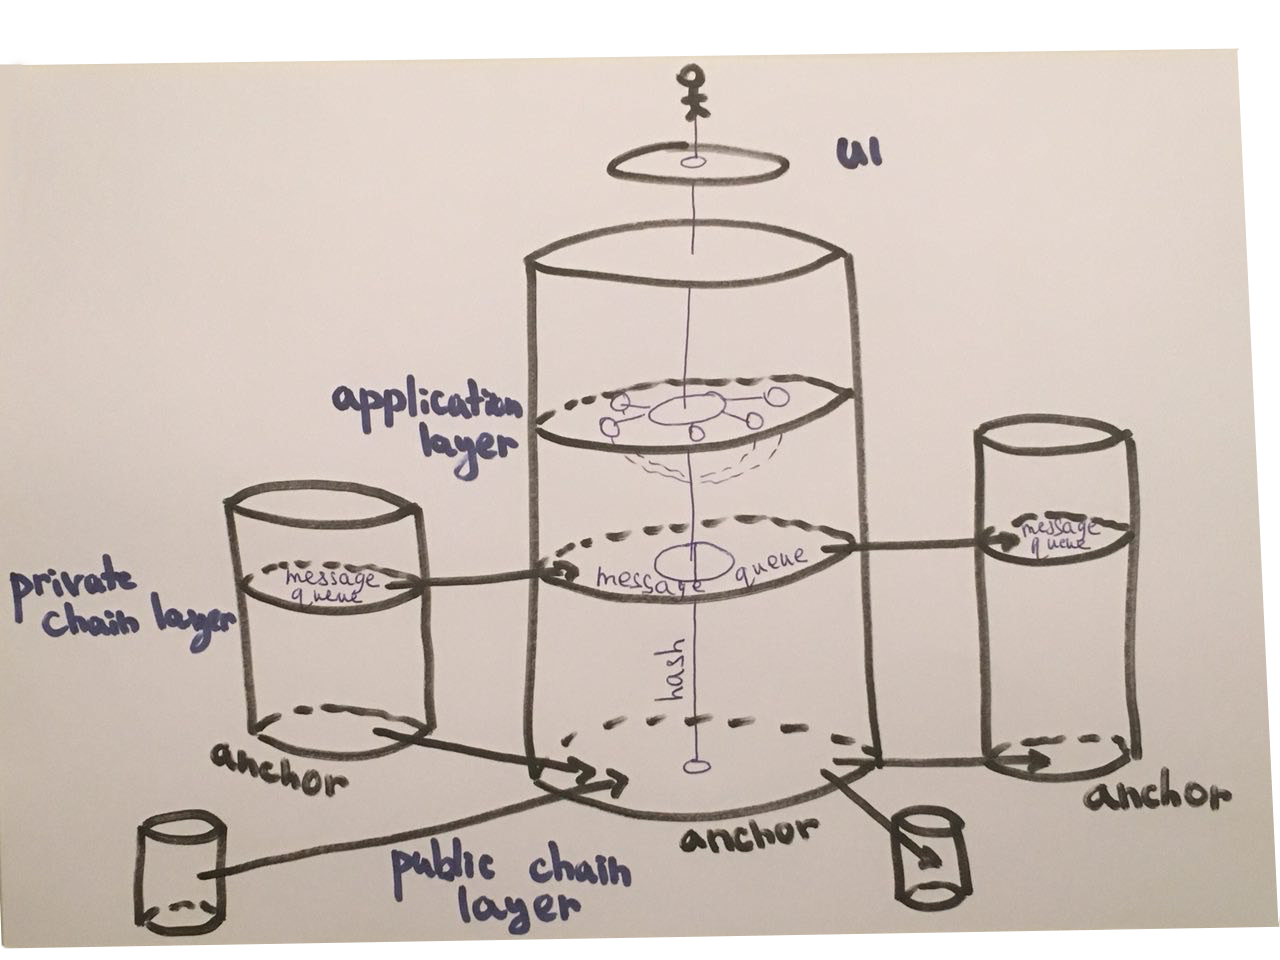 UI
application
layer
message
queue
message
queue
message queue
private
chain layer
hash
anchor
anchor
anchor
public chain
layer